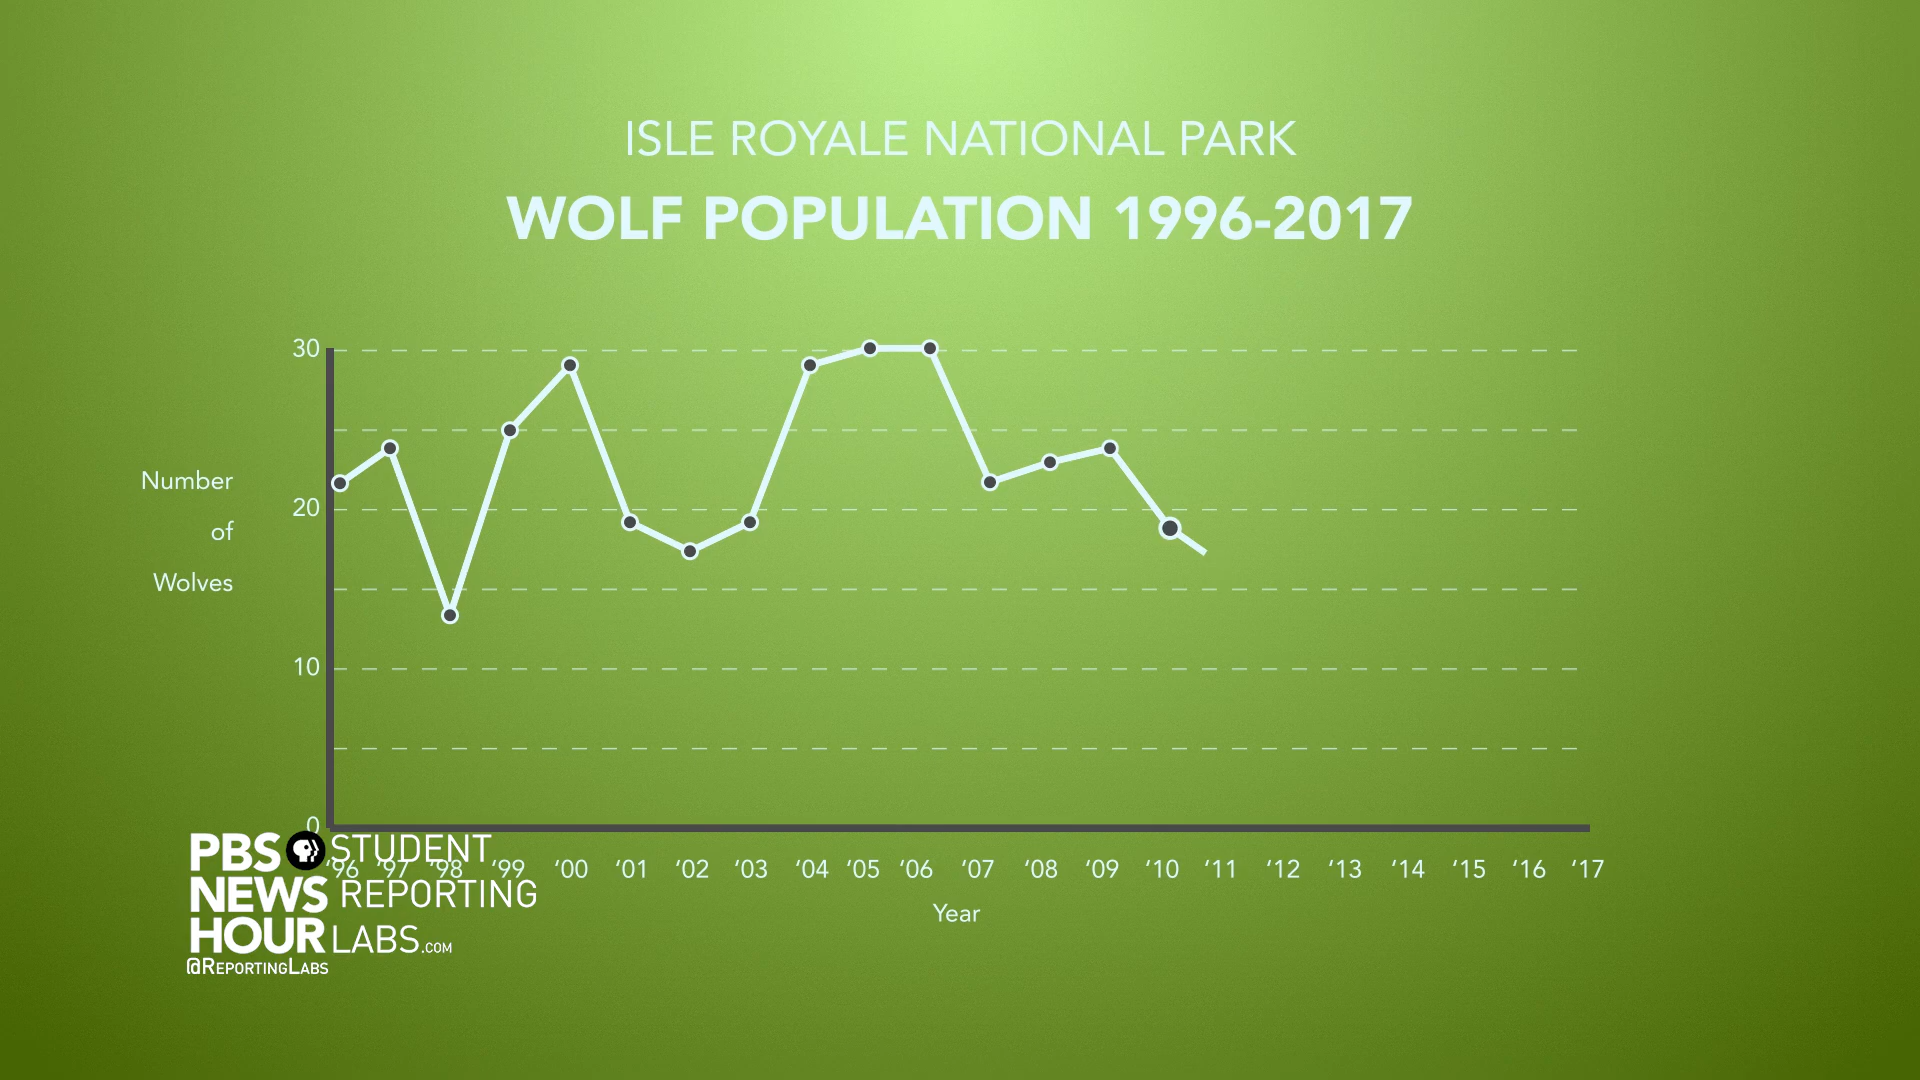 ISLE ROYALE NATIONAL PARK
WOLF POPULATION 1996-2017
30
20
10
0
Number
of
Wolves
‘96 ‘97 ‘98 ‘99 ‘00 ‘01 ‘02 ‘03 ‘04 ‘05 ‘06 ‘07 ‘08 ‘09 ‘10 ‘11 ‘12 ‘13 ‘14 ‘15 ‘16 ‘17
Year
PBS STUDENT
NEWS REPORTING
HOUR LABS.COM
@REPORTINGLABS